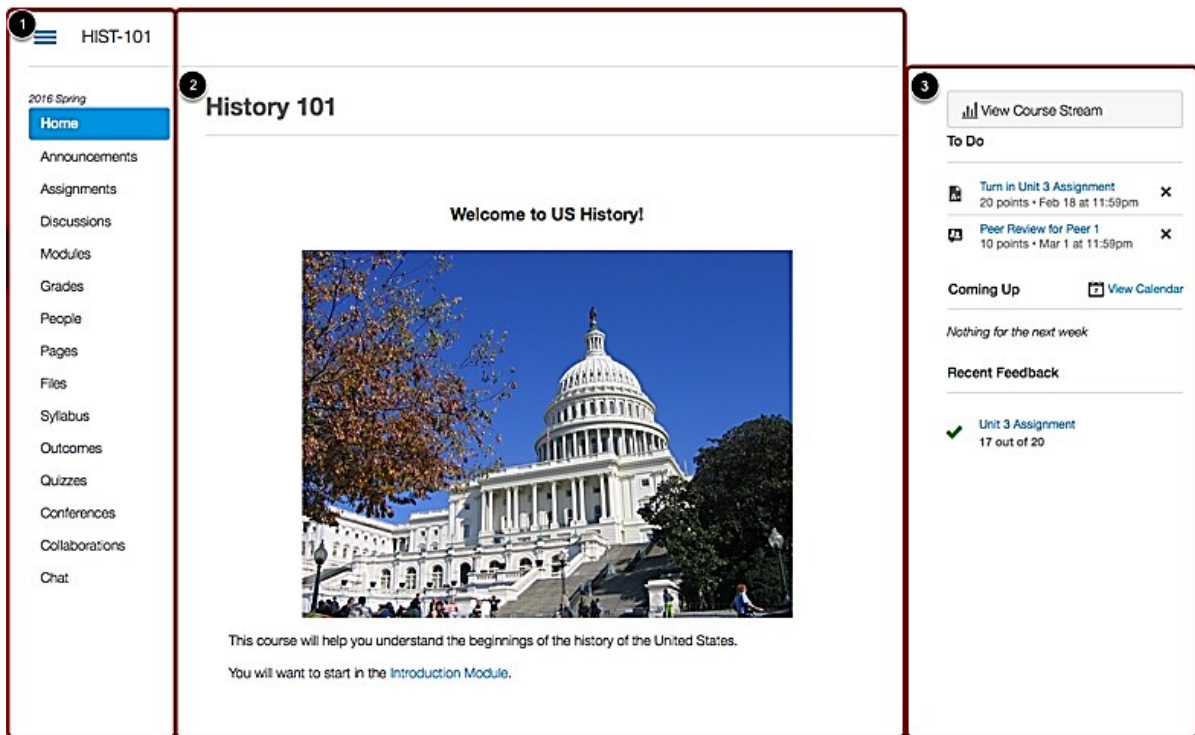 1
HIST-101
2016 Spring
Home
Announcements
Assignments
Discussions
Modules
Grades
People
Pages
Files
Syllabus
Outcomes
Quizzes
Conferences
Collaborations
Chat
2
History 101
Welcome to US History!
This course will help you understand the beginnings of the history of the United States.
You will want to start in the Introduction Module.
3
View Course Stream
To Do
Turn in Unit 3 Assignment
20 points • Feb 18 at 11:59pm
Peer Review for Peer 1
10 points • Mar 1 at 11:59pm
Coming Up View Calendar
Nothing for the next week
Recent Feedback
Unit 3 Assignment
17 out of 20